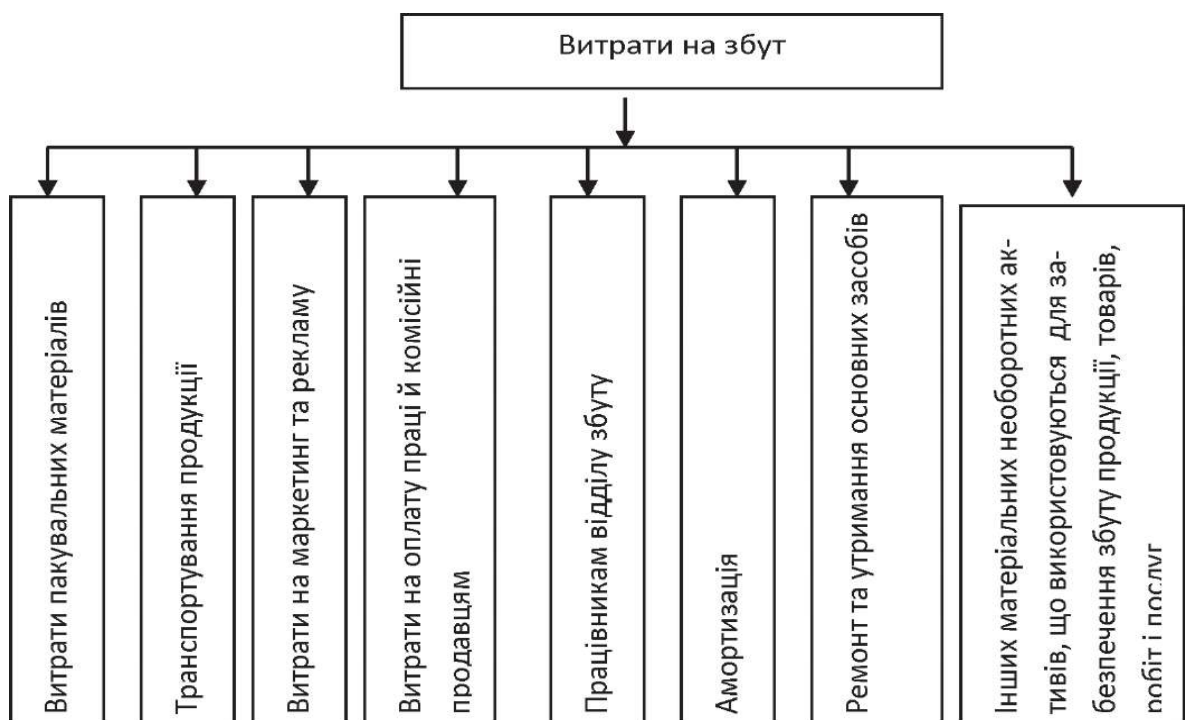 Витрати на збут
Витрати пакувальних матеріалів
Транспортування продукції
Витрати на маркетинг та рекламу
Витрати на оплату праці й комісійні
продавцям
Працівникам відділу збуту
Амортизація
Ремонт та утримання основних засобів
Інших матеріальних необоротних ак-
тивів, що використовуються для за-
безпечення збуту продукції, товарів,
робіт і послуг